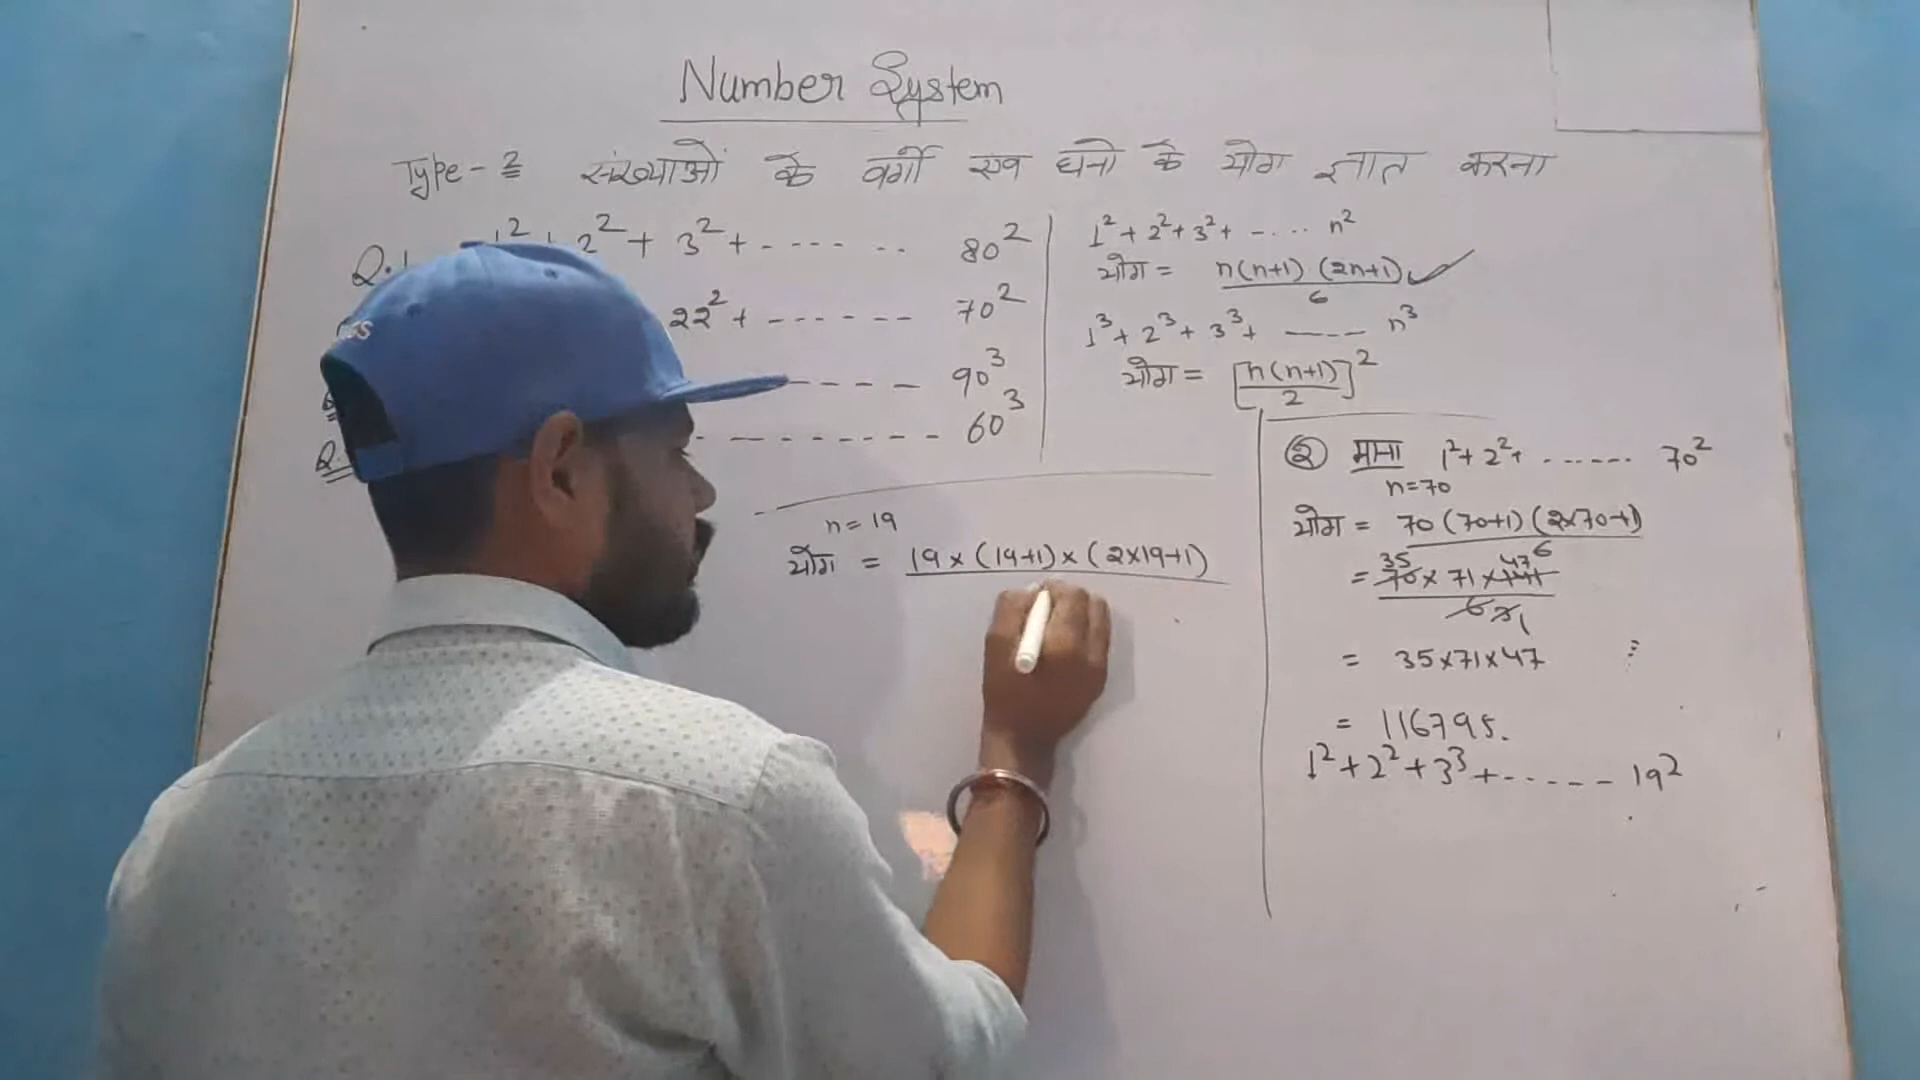 Number System
Type - 2 संख्याओं के वर्गो एव घनो के योग ज्ञात करना
Q.1 1² + 2² + 3² + - - - - - - 80²
22² + - - - - - - 70²
- - - - 90³
- - - - - - - - - 60³
Q.
1² + 2² + 3² + - - - - n²
योग = n(n+1) (2n+1) ✓
6
1³ + 2³ + 3³ + - - - - n³
योग = [n(n+1)]²
2
n = 19
योग = 19 × (19+1) × (2×19+1)
② माना 1² + 2² + - - - - - - 70²
n = 70
योग = 70 (70+1) (2×70+1)
6
35 47
= 70 × 71 × 141
6 3 1
= 35×71×47
= 116795.
1² + 2² + 3³ + - - - - - - 19²